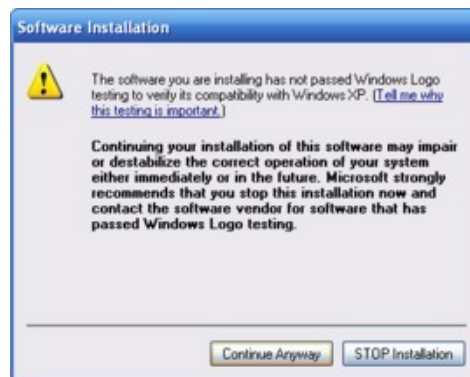 Software Installation
The software you are installing has not passed Windows Logo
testing to verify its compatibility with Windows XP. (Tell me why
this testing is important.)
Continuing your installation of this software may impair
or destabilize the correct operation of your system
either immediately or in the future. Microsoft strongly
recommends that you stop this installation now and
contact the software vendor for software that has
passed Windows Logo testing.
Continue Anyway STOP Installation